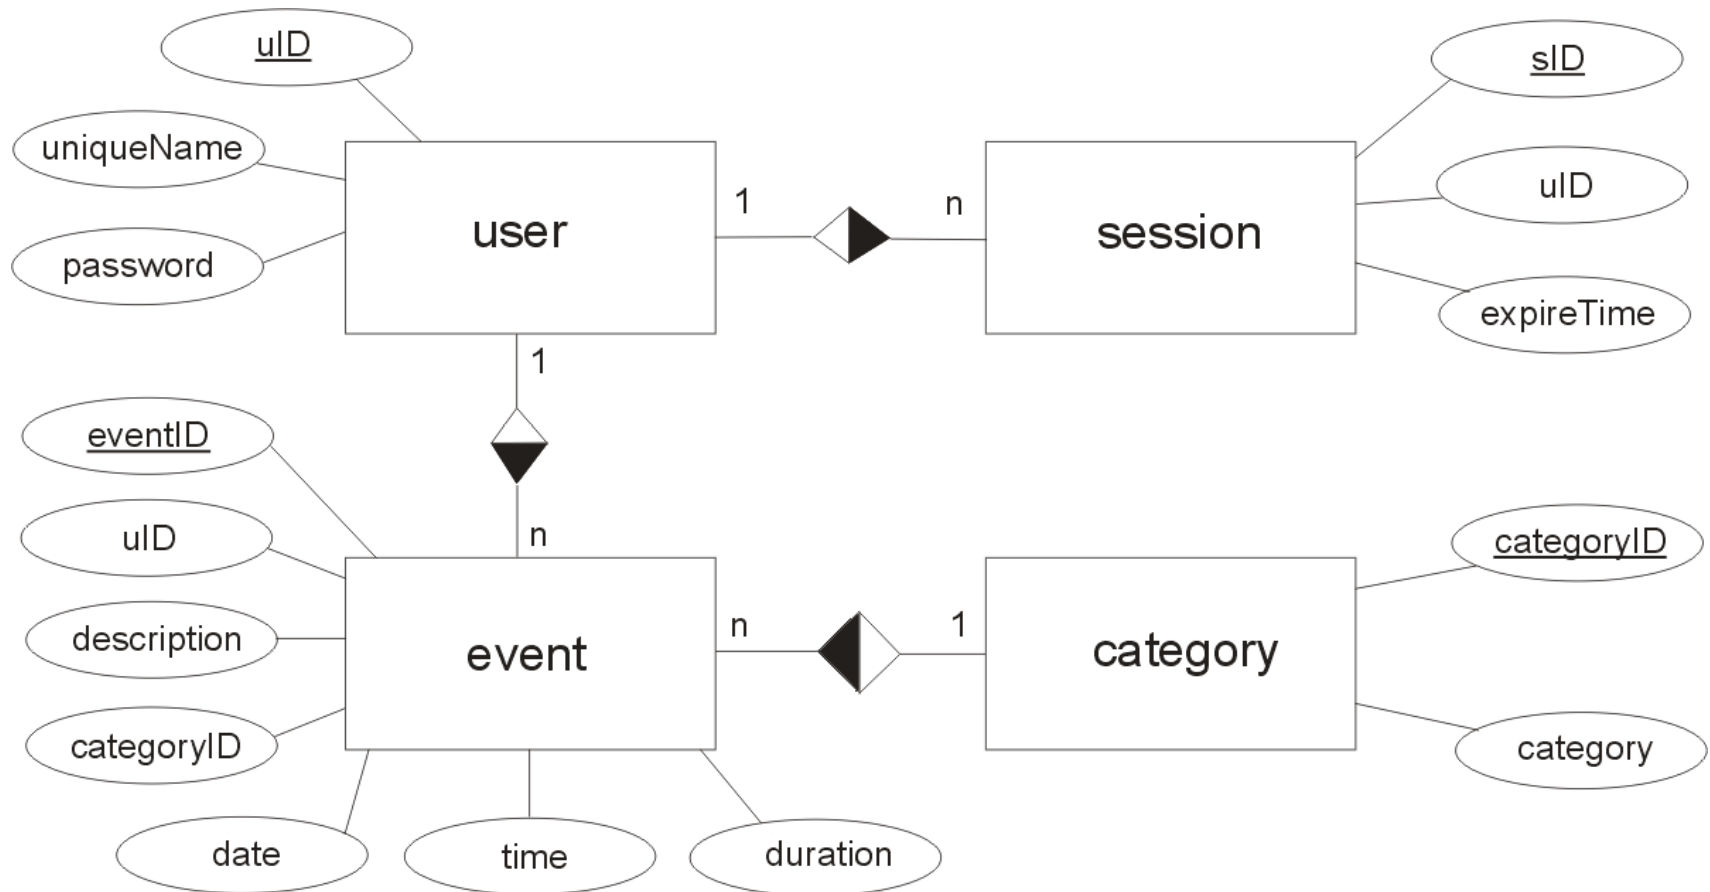 uID
sID
uniqueName
uID
password
user
1
n
session
expireTime
1
eventID
uID
n
description
categoryID
event
n
1
category
categoryID
category
date
time
duration